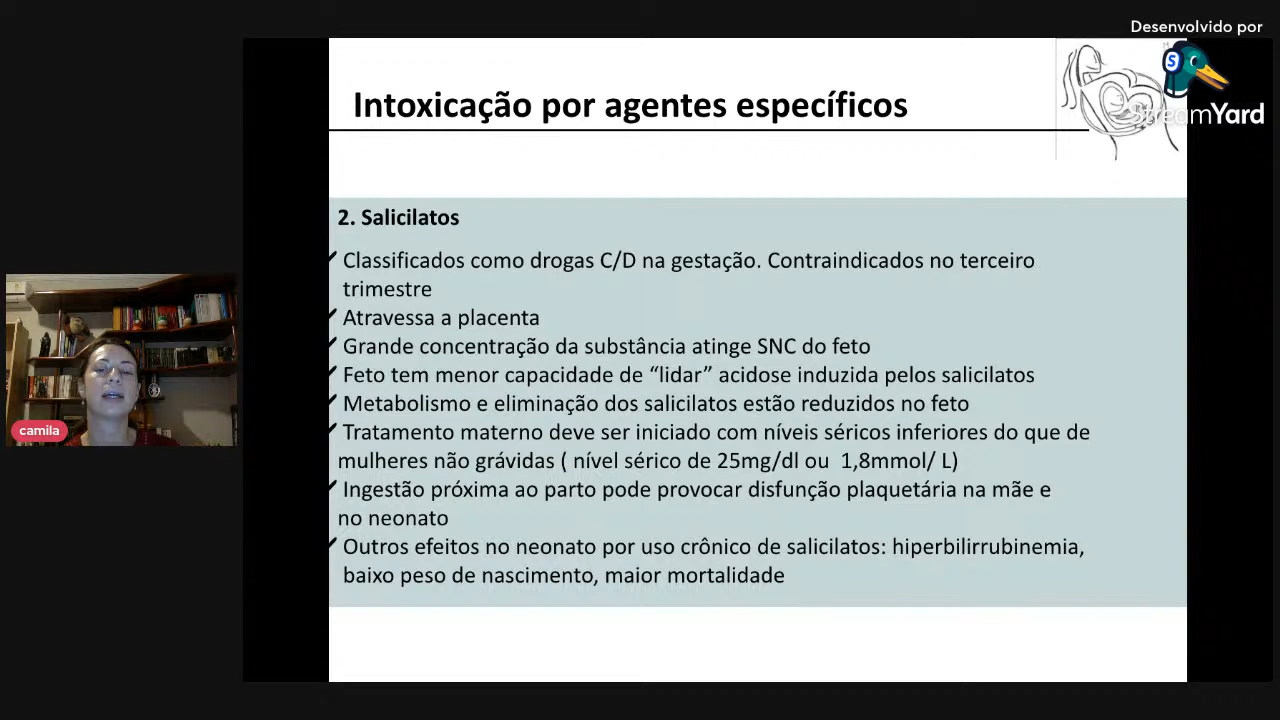 Desenvolvido por
StreamYard
Intoxicação por agentes específicos
2. Salicilatos
✓ Classificados como drogas C/D na gestação. Contraindicados no terceiro
trimestre
✓ Atravessa a placenta
✓ Grande concentração da substância atinge SNC do feto
✓ Feto tem menor capacidade de “lidar” acidose induzida pelos salicilatos
✓ Metabolismo e eliminação dos salicilatos estão reduzidos no feto
✓ Tratamento materno deve ser iniciado com níveis séricos inferiores do que de
mulheres não grávidas ( nível sérico de 25mg/dl ou 1,8mmol/ L)
✓ Ingestão próxima ao parto pode provocar disfunção plaquetária na mãe e
no neonato
✓ Outros efeitos no neonato por uso crônico de salicilatos: hiperbilirrubinemia,
baixo peso de nascimento, maior mortalidade
camila